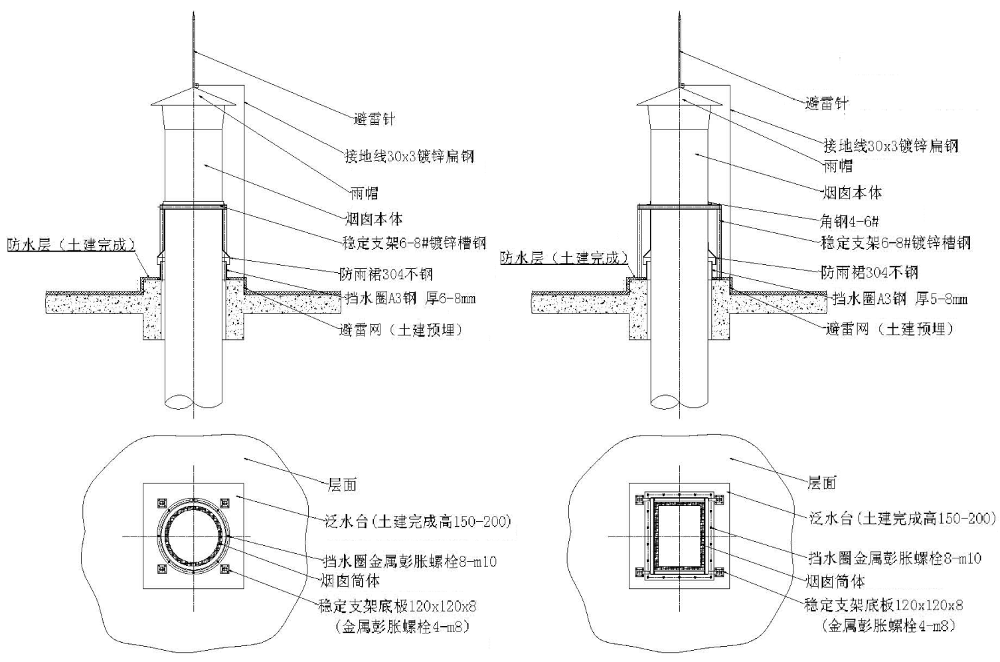 避雷针
接地线30x3镀锌扁钢
雨帽
烟囱本体
稳定支架6-8#镀锌槽钢
防水层（土建完成）
防雨裙304不钢
挡水圈A3钢 厚6-8mm
避雷网（土建预埋）
层面
泛水台(土建完成高150-200)
挡水圈金属彭胀螺栓8-m10
烟囱筒体
稳定支架底极120x120x8
(金属彭胀螺栓4-m8)
避雷针
接地线30x3镀锌扁钢
雨帽
烟囱本体
角钢4-6#
稳定支架6-8#镀锌槽钢
防水层（土建完成）
防雨裙304不钢
挡水圈A3钢 厚5-8mm
避雷网（土建预埋）
层面
泛水台(土建完成高150-200)
挡水圈金属彭胀螺栓8-m10
烟囱筒体
稳定支架底板120x120x8
(金属彭胀螺栓4-m8)